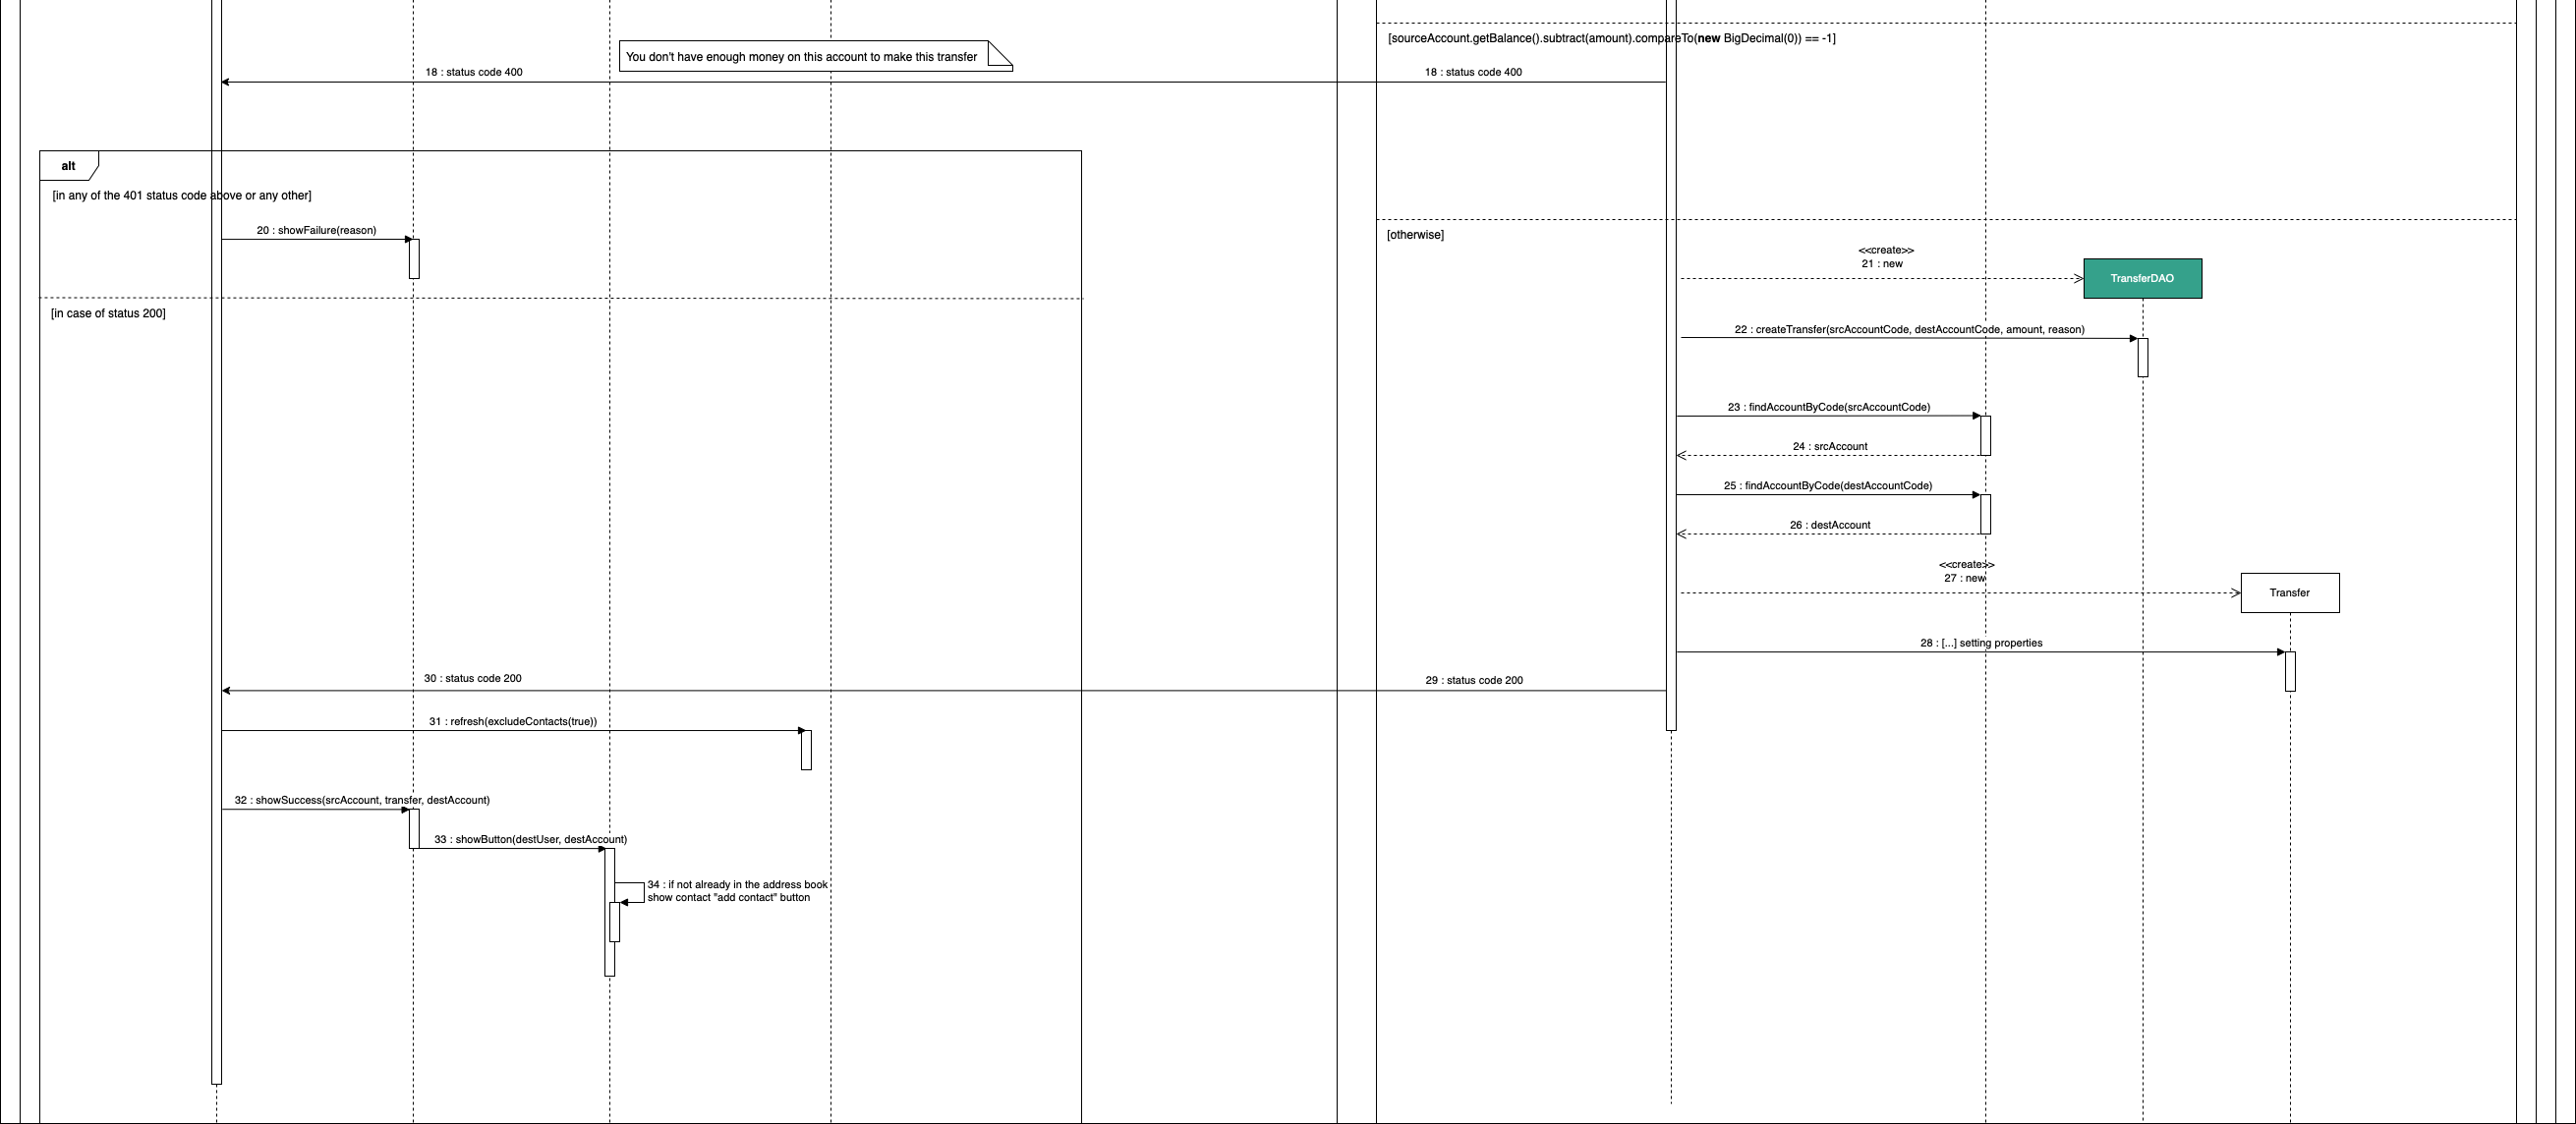 [sourceAccount.getBalance().subtract(amount).compareTo(new BigDecimal(0)) == -1]
You don't have enough money on this account to make this transfer
18 : status code 400
18 : status code 400
alt
[in any of the 401 status code above or any other]
20 : showFailure(reason)
[otherwise]
<<create>>
21 : new
TransferDAO
[in case of status 200]
22 : createTransfer(srcAccountCode, destAccountCode, amount, reason)
23 : findAccountByCode(srcAccountCode)
24 : srcAccount
25 : findAccountByCode(destAccountCode)
26 : destAccount
<<create>>
27 : new
Transfer
28 : [...] setting properties
30 : status code 200
29 : status code 200
31 : refresh(excludeContacts(true))
32 : showSuccess(srcAccount, transfer, destAccount)
33 : showButton(destUser, destAccount)
34 : if not already in the address book
show contact "add contact" button